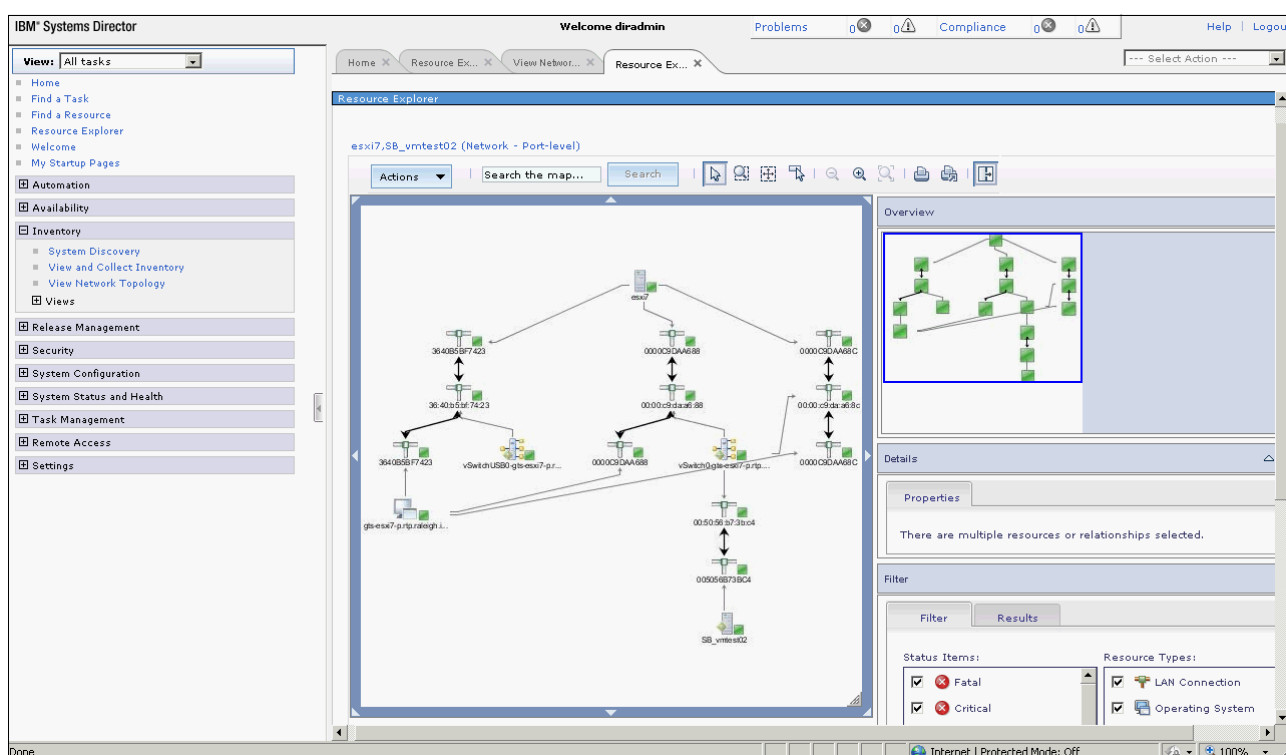 IBM® Systems Director
Welcome diradmin
Problems 0 0 Compliance 0 0
Help | Logou
View: All tasks
Home
Find a Task
Find a Resource
Resource Explorer
Welcome
My Startup Pages
Automation
Availability
Inventory
System Discovery
View and Collect Inventory
View Network Topology
Views
Release Management
Security
System Configuration
System Status and Health
Task Management
Remote Access
Settings
Home X Resource Ex... X View Networ... X Resource Ex... X
--- Select Action ---
Resource Explorer
esxi7,SB_vmtest02 (Network - Port-level)
Actions
Search the map...
Search
esxi7
3640B5BF7423 0000C9DAA688 0000C9DAA68C
36:40:b5:bf:74:23 00:00:c9:da:a6:88 00:00:c9:da:a6:8c
3640B5BF7423 vSwitchUSB0-gts-esxi7-p.r... 0000C9DAA688 vSwitch0-gts-esxi7-p.rtp.... 0000C9DAA68C
gts-esxi7-p.rtp.raleigh.i...
00:50:56:b7:3b:c4
005056B73BC4
SB_vmtest02
Overview
Details
Properties
There are multiple resources or relationships selected.
Filter
Filter Results
Status Items:
Fatal
Critical
Resource Types:
LAN Connection
Operating System
Done
Internet | Protected Mode: Off
100%